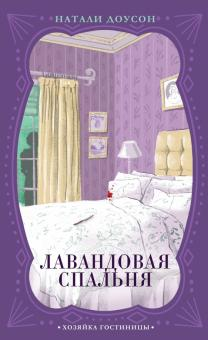 НАТАЛИ ДОУСОН
ЛАВАНДОВАЯ
СПАЛЬНЯ
• ХОЗЯЙКА ГОСТИНИЦЫ •